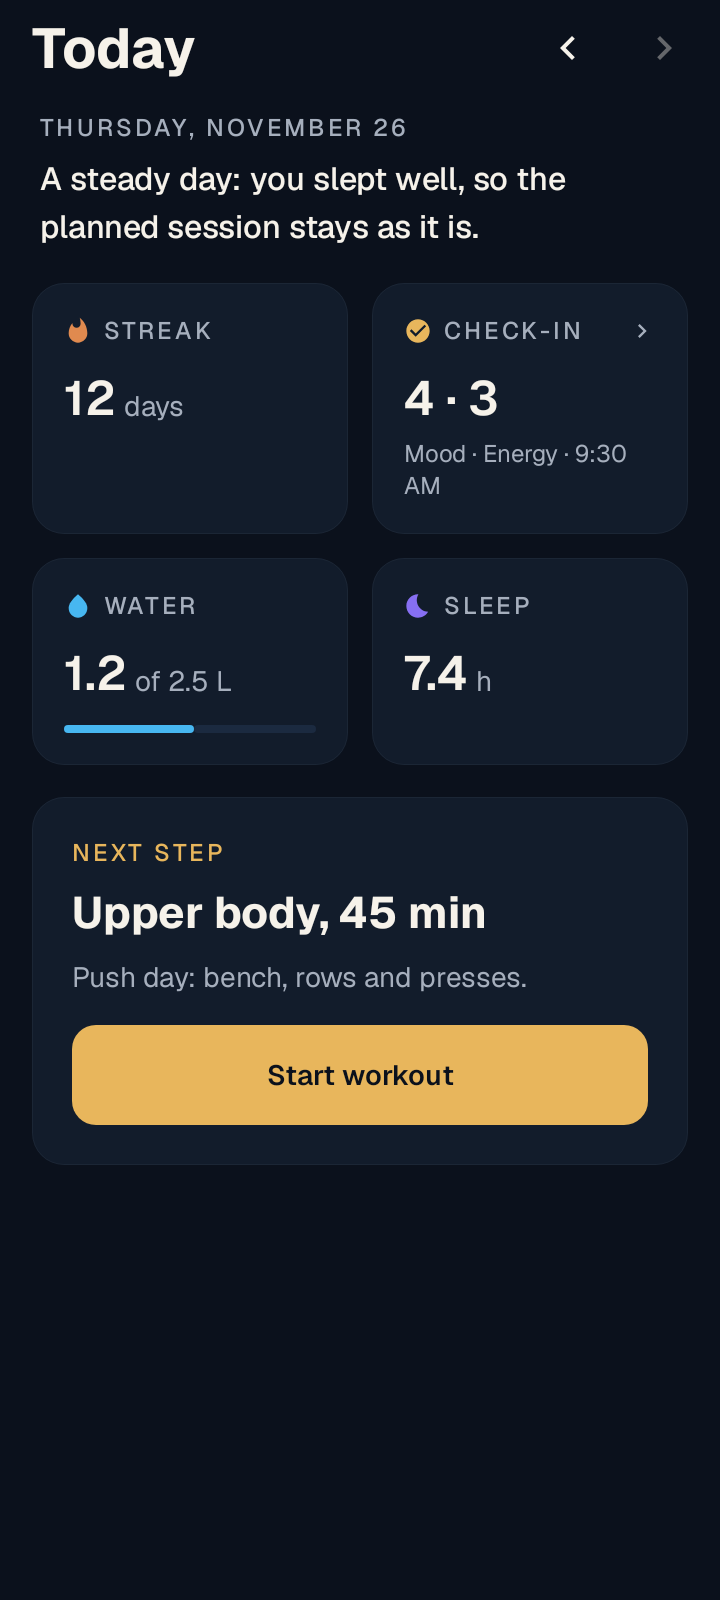 Today
THURSDAY, NOVEMBER 26
A steady day: you slept well, so the
planned session stays as it is.
STREAK
12 days
CHECK-IN
4 · 3
Mood · Energy · 9:30
AM
WATER
1.2 of 2.5 L
SLEEP
7.4 h
NEXT STEP
Upper body, 45 min
Push day: bench, rows and presses.
Start workout